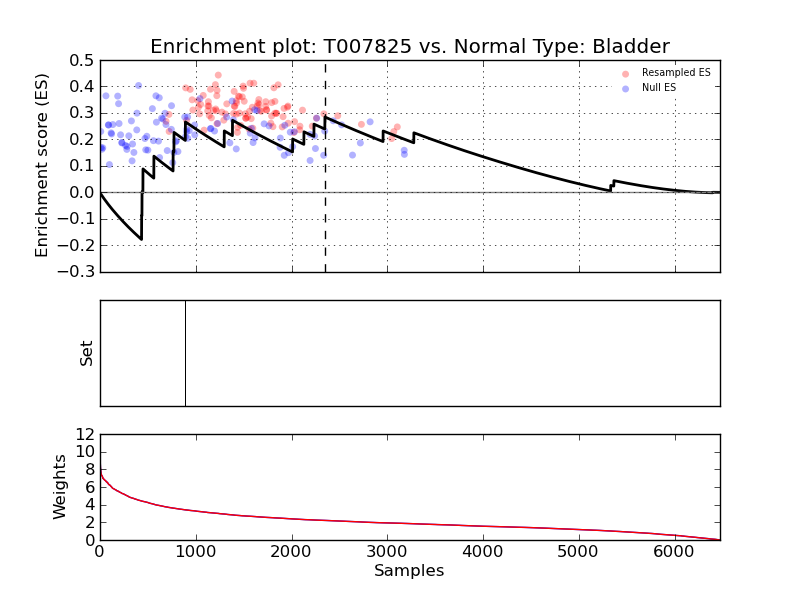 Enrichment plot: T007825 vs. Normal Type: Bladder
Enrichment score (ES)
0.5
0.4
0.3
0.2
0.1
0.0
−0.1
−0.2
−0.3
Resampled ES
Null ES
Set
Weights
12
10
8
6
4
2
0
0 1000 2000 3000 4000 5000 6000
Samples